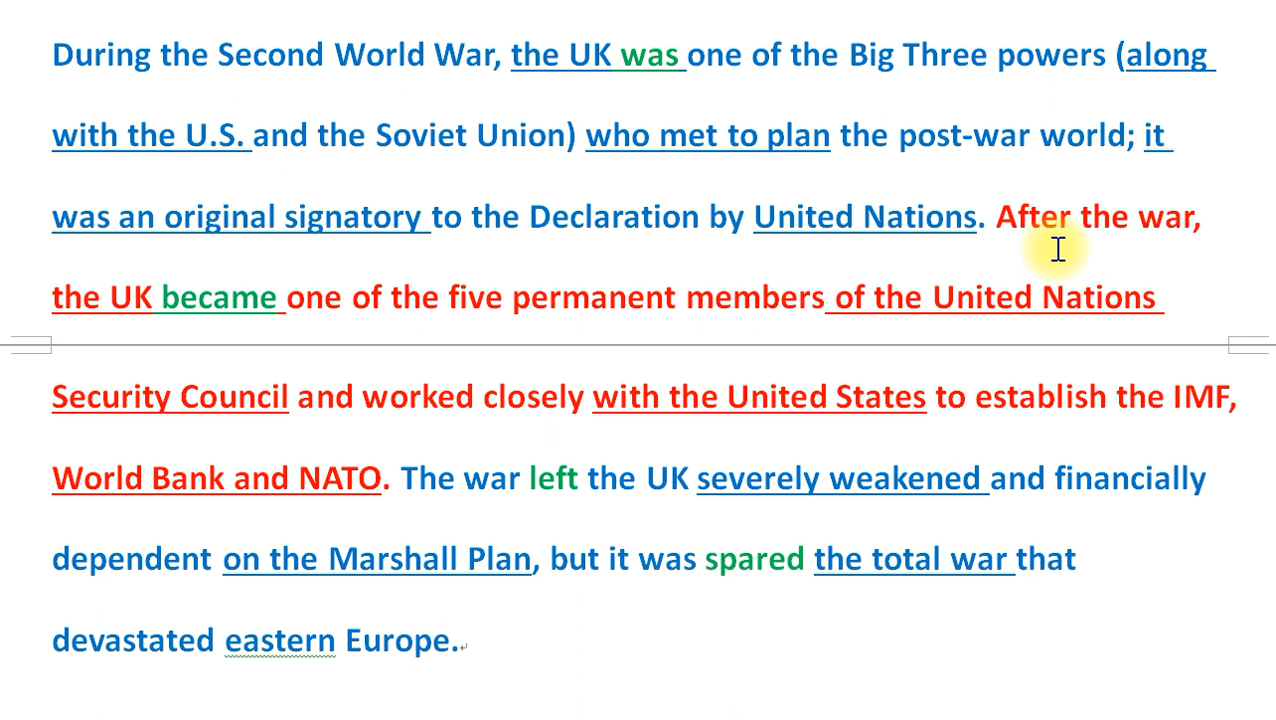 During the Second World War, the UK was one of the Big Three powers (along
with the U.S. and the Soviet Union) who met to plan the post-war world; it
was an original signatory to the Declaration by United Nations. After the war,
the UK became one of the five permanent members of the United Nations
Security Council and worked closely with the United States to establish the IMF,
World Bank and NATO. The war left the UK severely weakened and financially
dependent on the Marshall Plan, but it was spared the total war that
devastated eastern Europe.